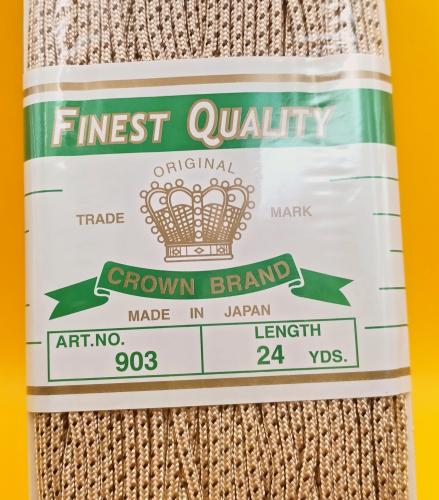 FINEST QUALITY
ORIGINAL
TRADE MARK
CROWN BRAND
MADE IN JAPAN
ART.NO. LENGTH
903 24 YDS.